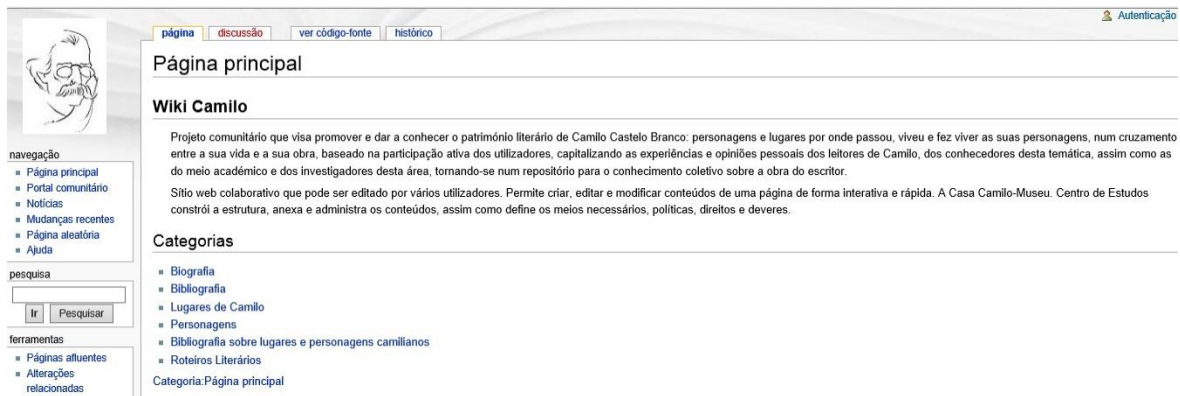 Autenticação
página
discussão
ver código-fonte
histórico
Página principal
Wiki Camilo
Projeto comunitário que visa promover e dar a conhecer o património literário de Camilo Castelo Branco: personagens e lugares por onde passou, viveu e fez viver as suas personagens, num cruzamento
entre a sua vida e a sua obra, baseado na participação ativa dos utilizadores, capitalizando as experiências e opiniões pessoais dos leitores de Camilo, dos conhecedores desta temática, assim como as
do meio académico e dos investigadores desta área, tornando-se num repositório para o conhecimento coletivo sobre a obra do escritor.
Sítio web colaborativo que pode ser editado por vários utilizadores. Permite criar, editar e modificar conteúdos de uma página de forma interativa e rápida. A Casa Camilo-Museu. Centro de Estudos
constrói a estrutura, anexa e administra os conteúdos, assim como define os meios necessários, políticas, direitos e deveres.
Categorias
Biografia
Bibliografia
Lugares de Camilo
Personagens
Bibliografia sobre lugares e personagens camilianos
Roteiros Literários
Categoria:Página principal
navegação
Página principal
Portal comunitário
Notícias
Mudanças recentes
Página aleatória
Ajuda
pesquisa
Ir
Pesquisar
ferramentas
Páginas afluentes
Alterações
relacionadas